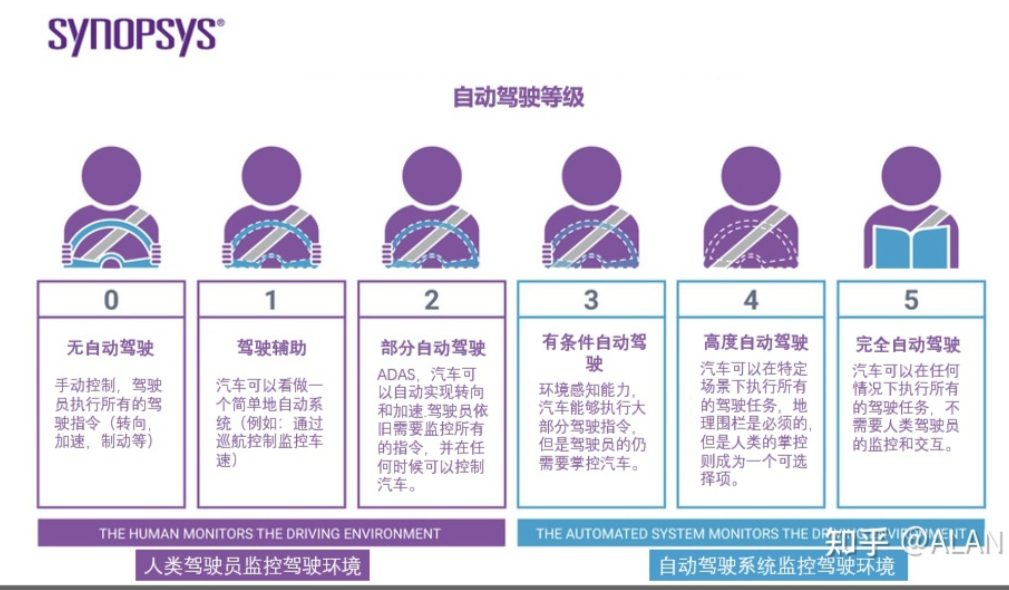 SYNOPSYS®
自动驾驶等级
0
无自动驾驶
手动控制，驾驶
员执行所有的驾
驶指令（转向，
加速，制动等）
1
驾驶辅助
汽车可以看做一
个简单地自动系
统（例如：通过
巡航控制监控车
速）
2
部分自动驾驶
ADAS，汽车可
以自动实现转向
和加速.驾驶员依
旧需要监控所有
的指令，并在任
何时候可以控制
汽车。
3
有条件自动驾
驶
环境感知能力，
汽车能够执行大
部分驾驶指令，
但是驾驶员的仍
需要掌控汽车。
4
高度自动驾驶
汽车可以在特定
场景下执行所有
的驾驶任务，地
理围栏是必须的，
但是人类的掌控
则成为一个可选
择项。
5
完全自动驾驶
汽车可以在任何
情况下执行所有
的驾驶任务，不
需要人类驾驶员
的监控和交互。
THE HUMAN MONITORS THE DRIVING ENVIRONMENT
THE AUTOMATED SYSTEM MONITORS THE DRIVING ENVIRONMENT
人类驾驶员监控驾驶环境
自动驾驶系统监控驾驶环境
知乎 @ALAN